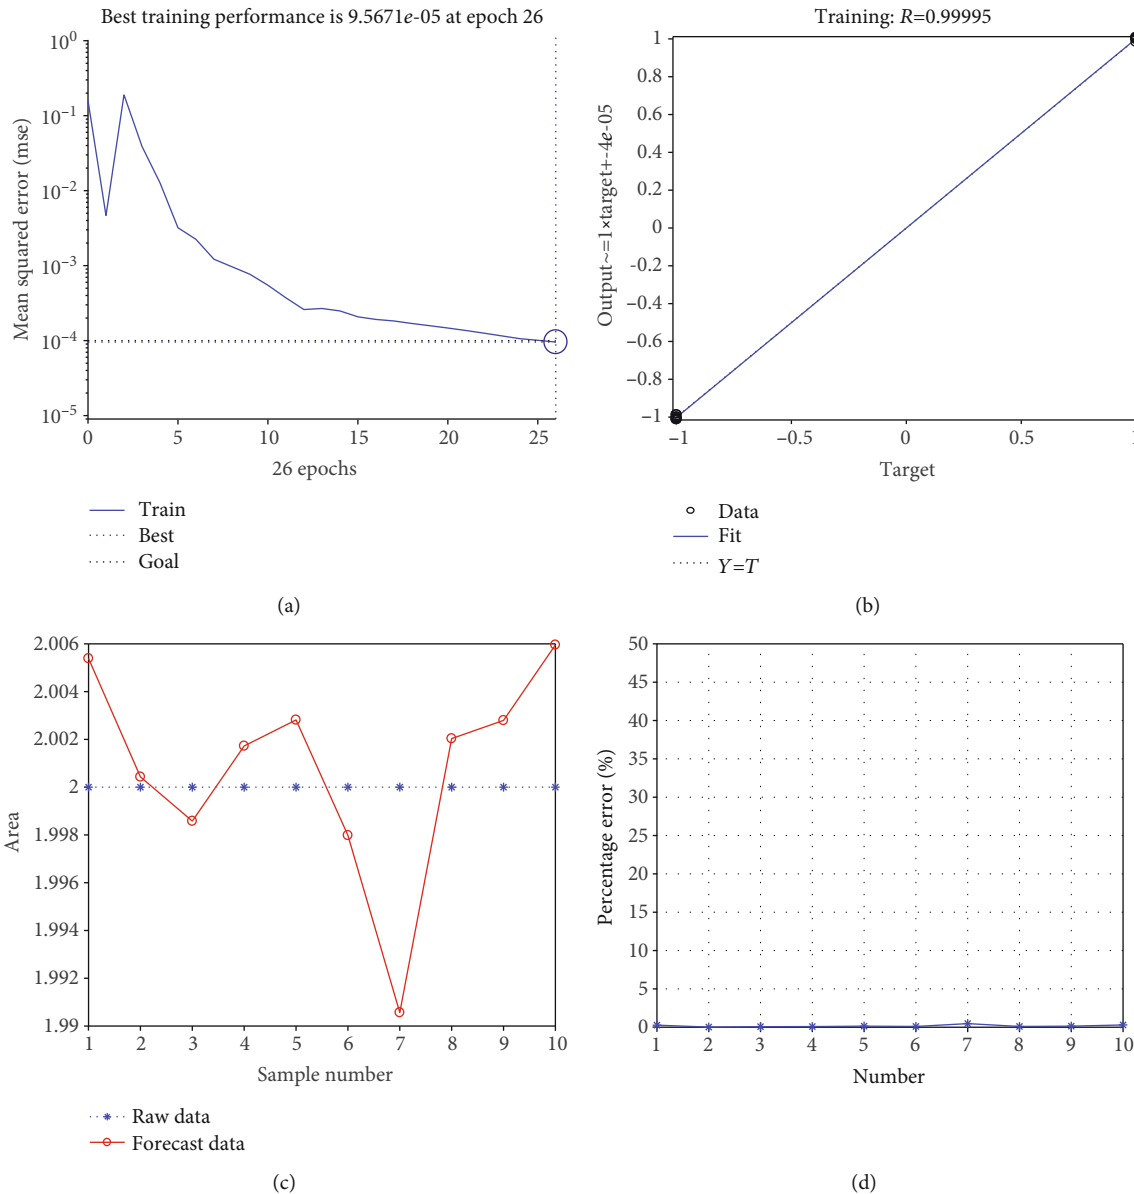 Best training performance is 9.5671e-05 at epoch 26
10⁰
10⁻¹
10⁻²
10⁻³
10⁻⁴
10⁻⁵
Mean squared error (mse)
0 5 10 15 20 25
26 epochs
Train
Best
Goal
(a)
Training: R=0.99995
1
0.8
0.6
0.4
0.2
0
-0.2
−0.4
−0.6
−0.8
−1
Output~=1×target+-4e-05
−1 −0.5 0 0.5 1
Target
Data
Fit
Y=T
(b)
2.006
2.004
2.002
2
1.998
1.996
1.994
1.992
1.99
Area
1 2 3 4 5 6 7 8 9 10
Sample number
Raw data
Forecast data
(c)
50
45
40
35
30
25
20
15
10
5
0
Percentage error (%)
1 2 3 4 5 6 7 8 9 10
Number
(d)